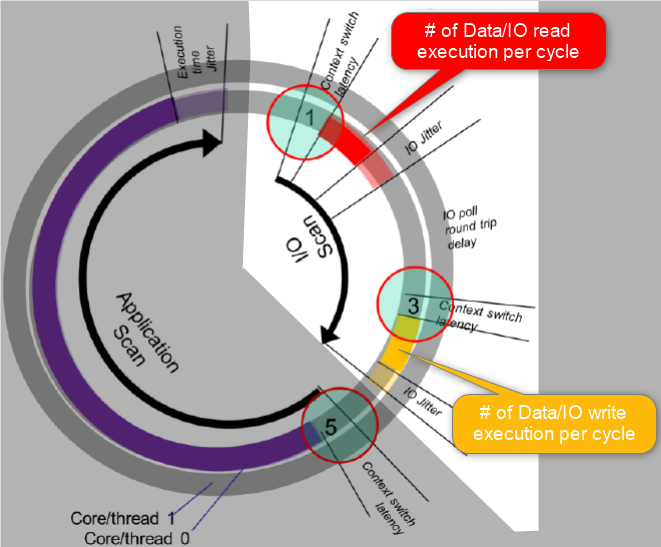 # of Data/IO read
execution per cycle
Execution
time
Jitter
Context switch
latency
1
IO Jitter
I/O
Scan
IO poll
round trip
delay
3
Context switch
latency
Application
Scan
IO Jitter
# of Data/IO write
execution per cycle
5
Context switch
latency
Core/thread 1
Core/thread 0